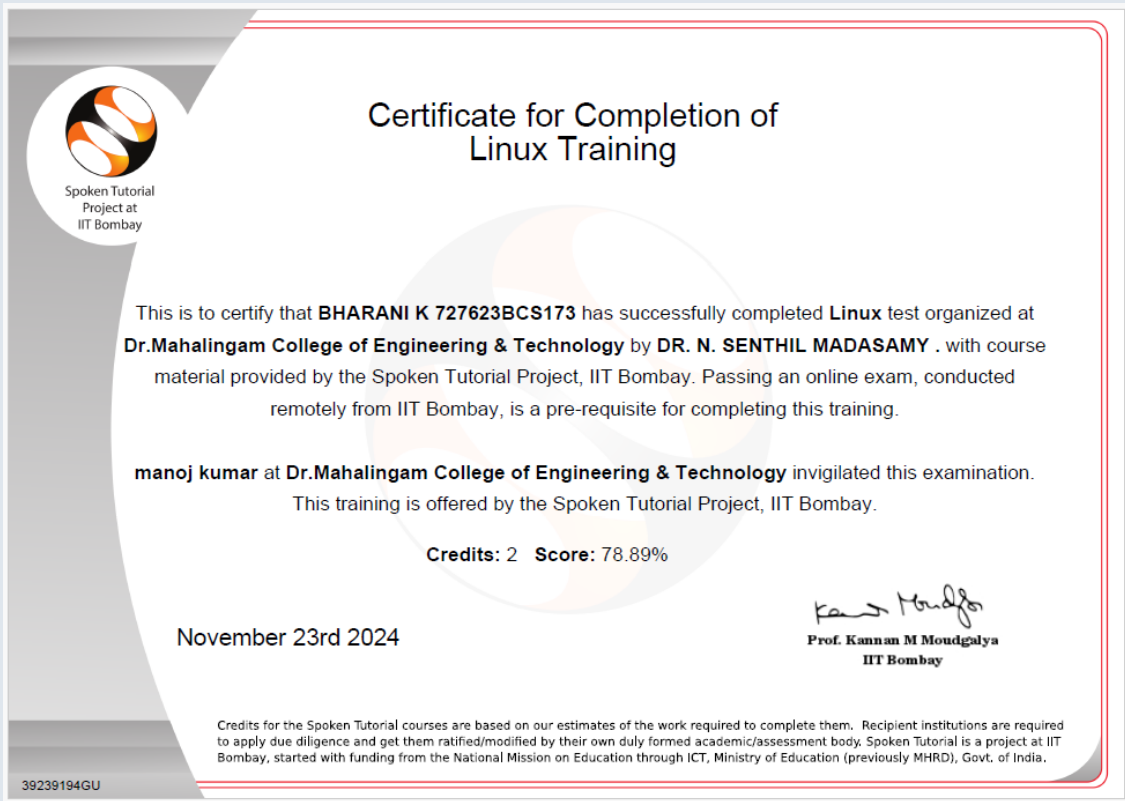 Spoken Tutorial
Project at
IIT Bombay
Certificate for Completion of
Linux Training
This is to certify that BHARANI K 727623BCS173 has successfully completed Linux test organized at
Dr.Mahalingam College of Engineering & Technology by DR. N. SENTHIL MADASAMY . with course
material provided by the Spoken Tutorial Project, IIT Bombay. Passing an online exam, conducted
remotely from IIT Bombay, is a pre-requisite for completing this training.
manoj kumar at Dr.Mahalingam College of Engineering & Technology invigilated this examination.
This training is offered by the Spoken Tutorial Project, IIT Bombay.
Credits: 2 Score: 78.89%
November 23rd 2024
Prof. Kannan M Moudgalya
IIT Bombay
Credits for the Spoken Tutorial courses are based on our estimates of the work required to complete them. Recipient institutions are required
to apply due diligence and get them ratified/modified by their own duly formed academic/assessment body. Spoken Tutorial is a project at IIT
Bombay, started with funding from the National Mission on Education through ICT, Ministry of Education (previously MHRD), Govt. of India.
39239194GU